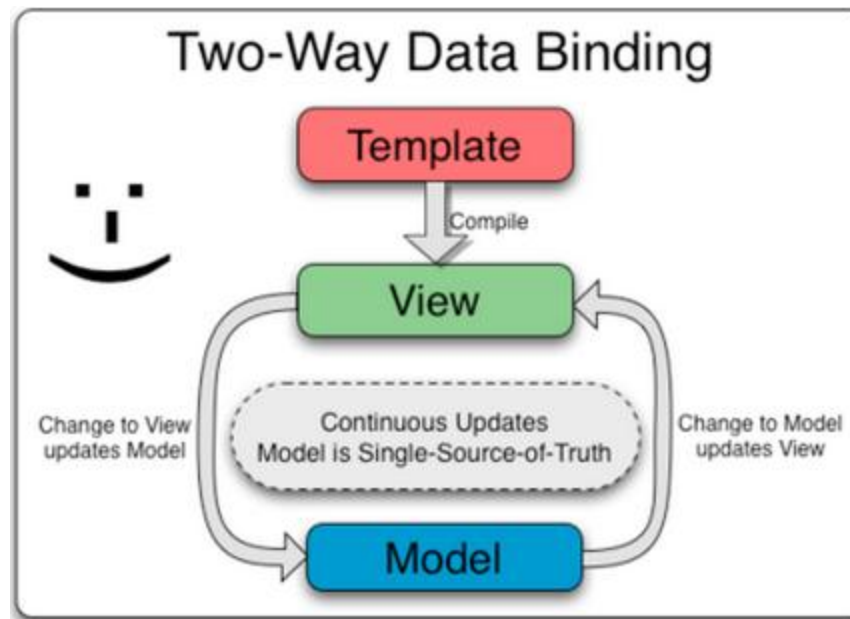 Two-Way Data Binding
Template
Compile
View
Change to View
updates Model
Continuous Updates
Model is Single-Source-of-Truth
Change to Model
updates View
Model